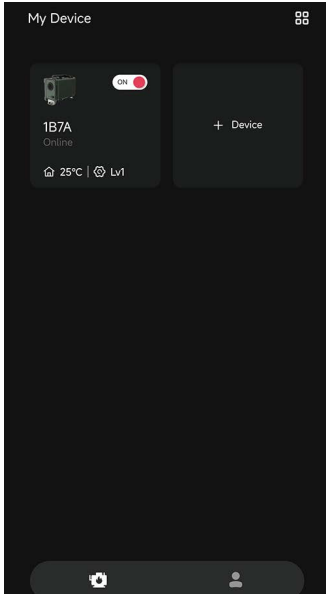 My Device
ON
1B7A
Online
25°C | Lv1
+ Device